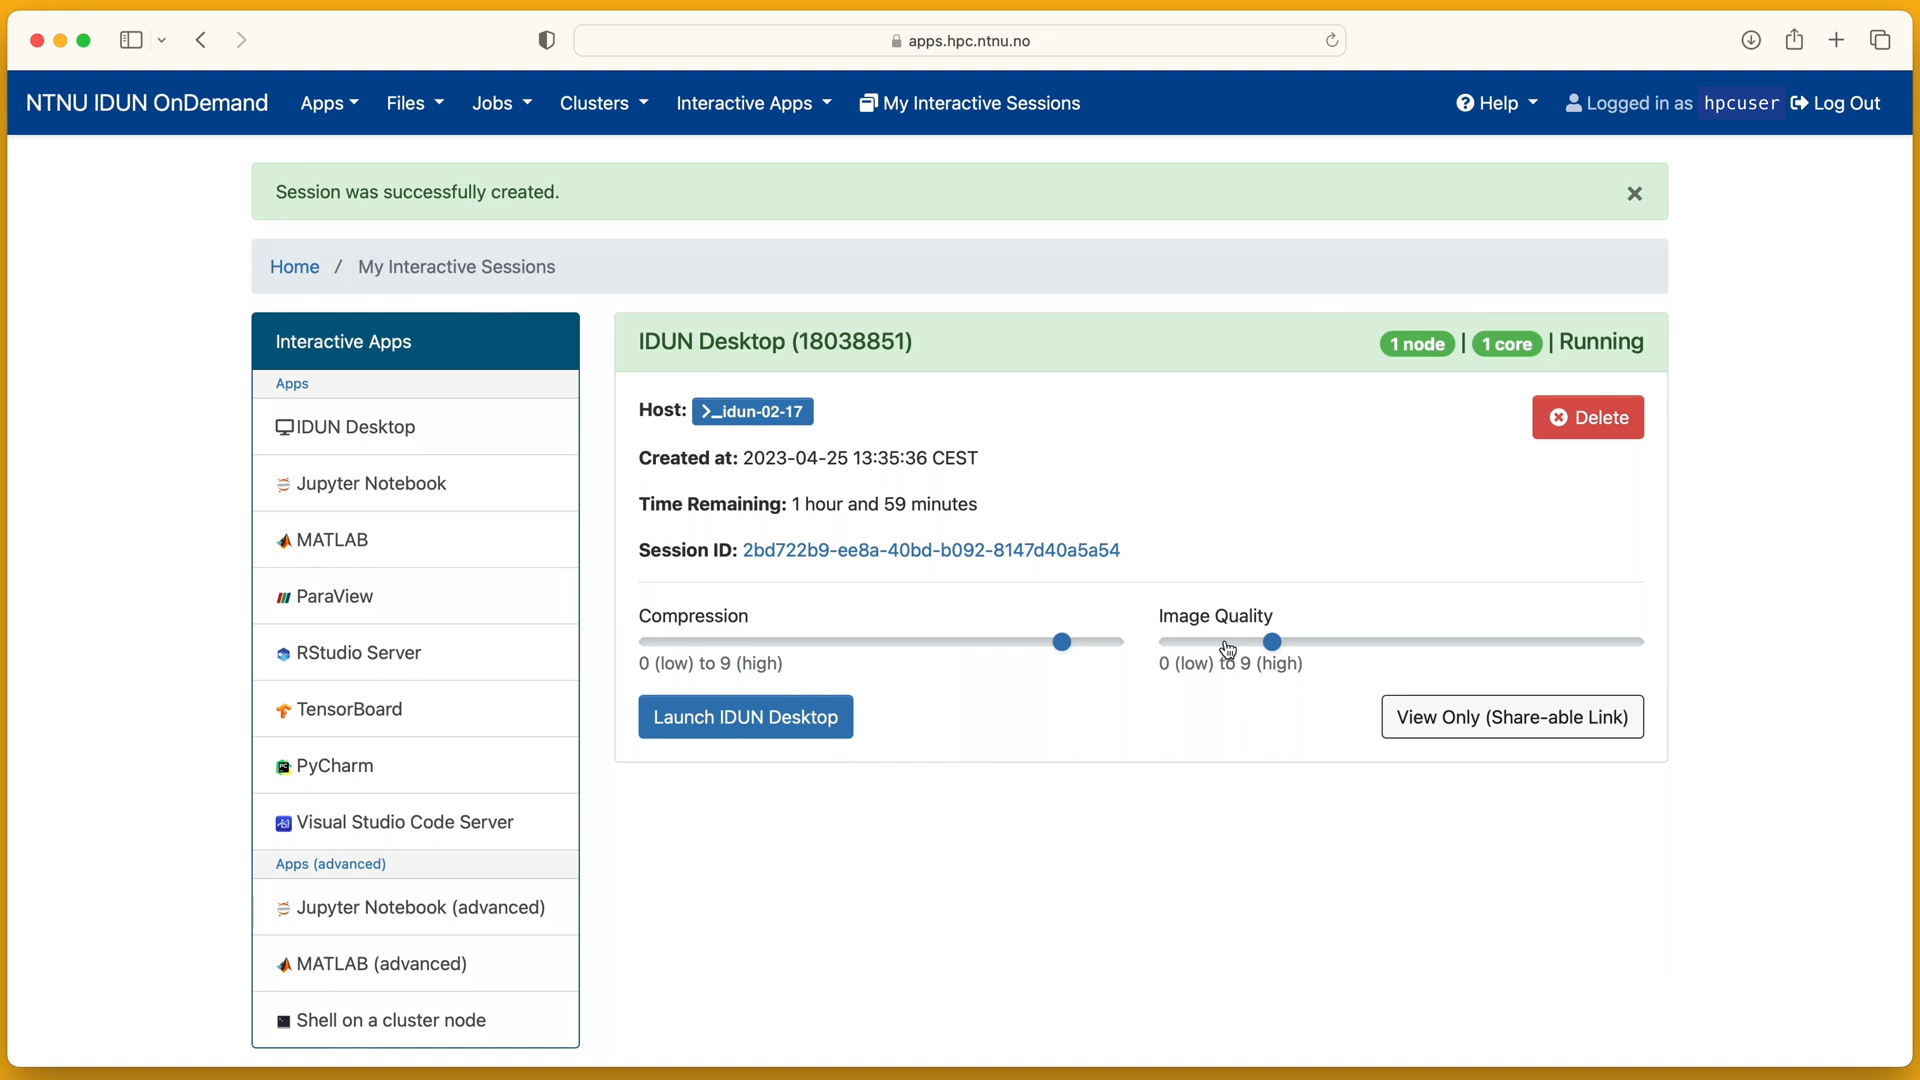 apps.hpc.ntnu.no
NTNU IDUN OnDemand Apps Files Jobs Clusters Interactive Apps My Interactive Sessions Help Logged in as hpcuser Log Out
Session was successfully created.
Home / My Interactive Sessions
Interactive Apps
Apps
IDUN Desktop
Jupyter Notebook
MATLAB
ParaView
RStudio Server
TensorBoard
PyCharm
Visual Studio Code Server
Apps (advanced)
Jupyter Notebook (advanced)
MATLAB (advanced)
Shell on a cluster node
IDUN Desktop (18038851) 1 node | 1 core | Running
Host: >_idun-02-17
Delete
Created at: 2023-04-25 13:35:36 CEST
Time Remaining: 1 hour and 59 minutes
Session ID: 2bd722b9-ee8a-40bd-b092-8147d40a5a54
Compression
0 (low) to 9 (high)
Image Quality
0 (low) to 9 (high)
Launch IDUN Desktop
View Only (Share-able Link)